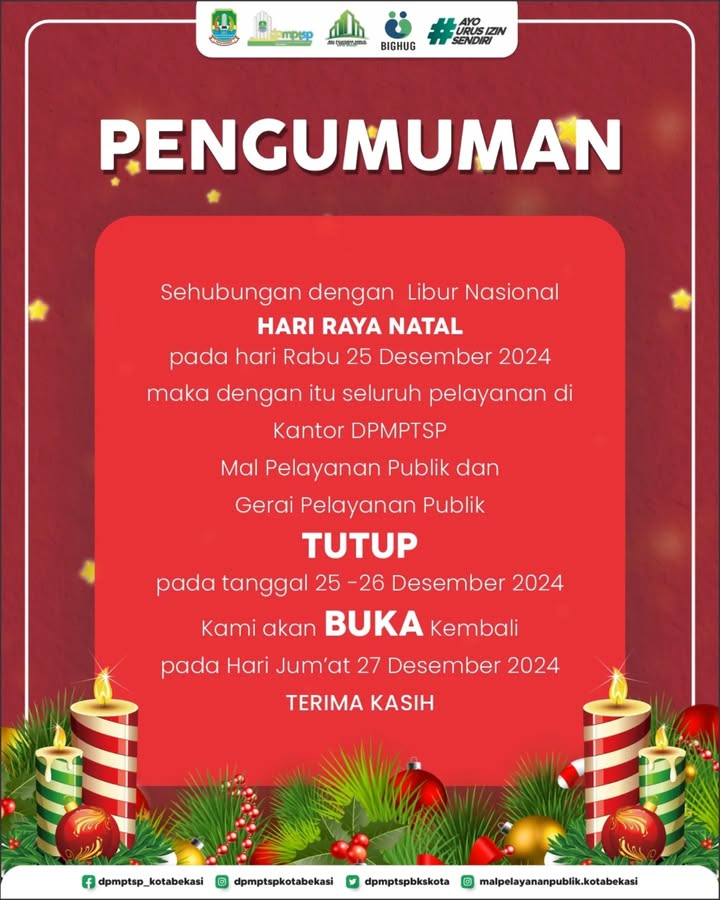 dpmptsp
BIGHUG
#AYO
URUS IZIN
SENDIRI
PENGUMUMAN
Sehubungan dengan Libur Nasional
HARI RAYA NATAL
pada hari Rabu 25 Desember 2024
maka dengan itu seluruh pelayanan di
Kantor DPMPTSP
Mal Pelayanan Publik dan
Gerai Pelayanan Publik
TUTUP
pada tanggal 25 -26 Desember 2024
Kami akan BUKA Kembali
pada Hari Jum'at 27 Desember 2024
TERIMA KASIH
dpmptsp_kotabekasi dpmptspkotabekasi dpmptspbkskota malpelayananpublik.kotabekasi